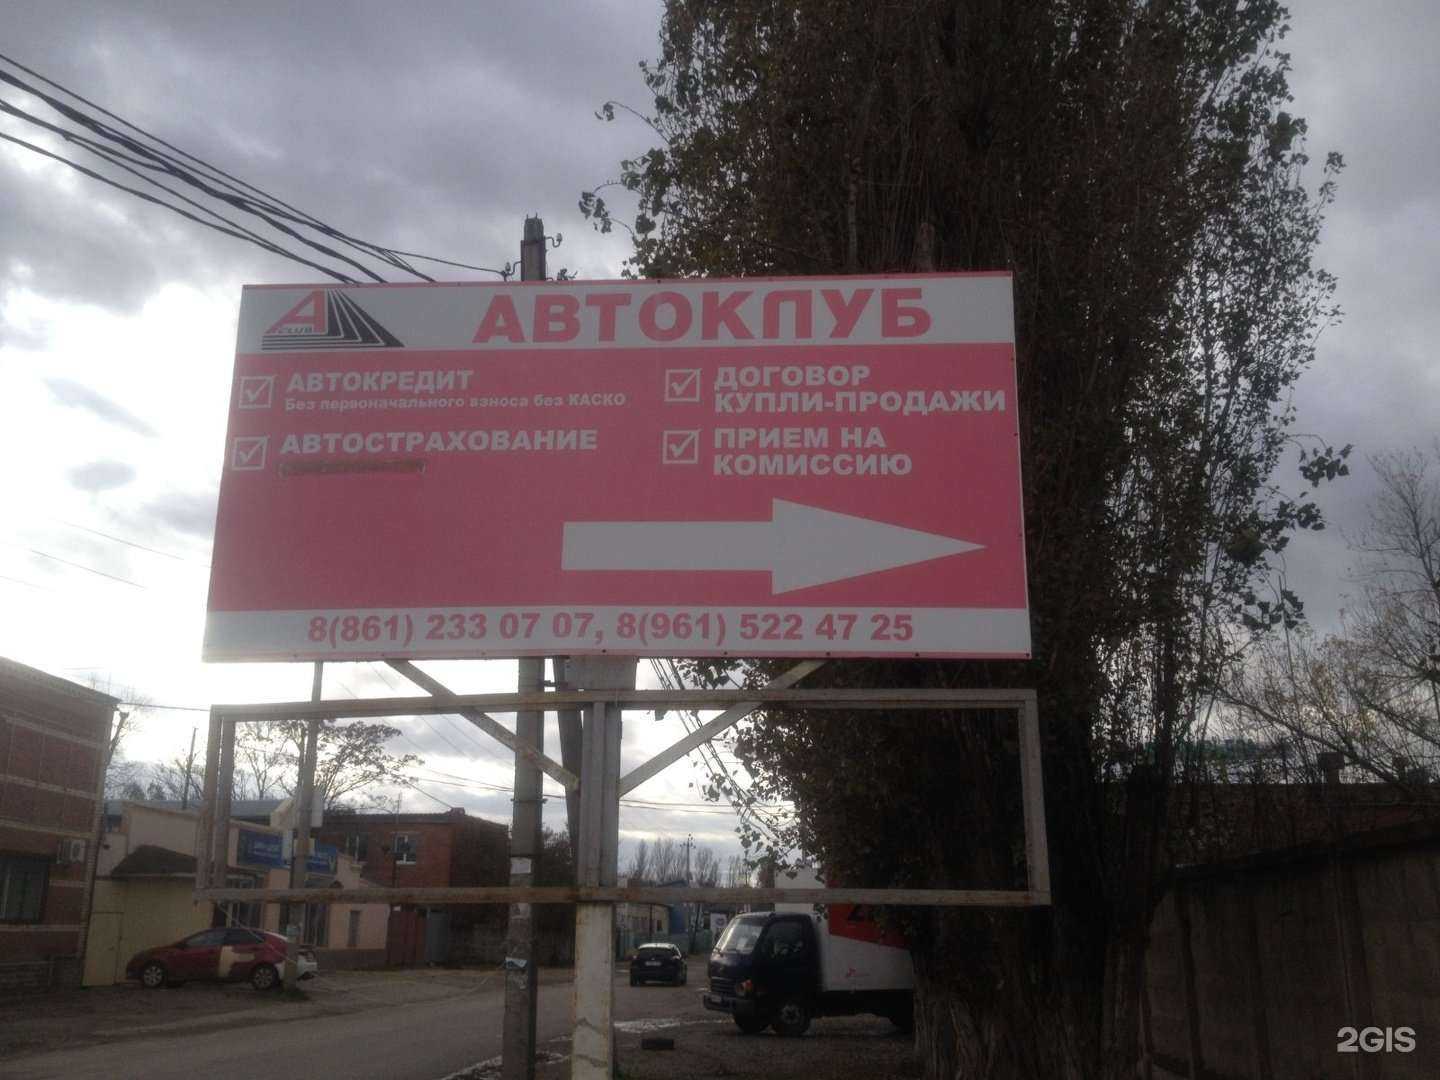 A CLUB
АВТОКЛУБ
АВТОКРЕДИТ
Без первоначального взноса без КАСКО
АВТОСТРАХОВАНИЕ
ДОГОВОР
КУПЛИ-ПРОДАЖИ
ПРИЕМ НА
КОМИССИЮ
8(861) 233 07 07, 8(961) 522 47 25
2GIS